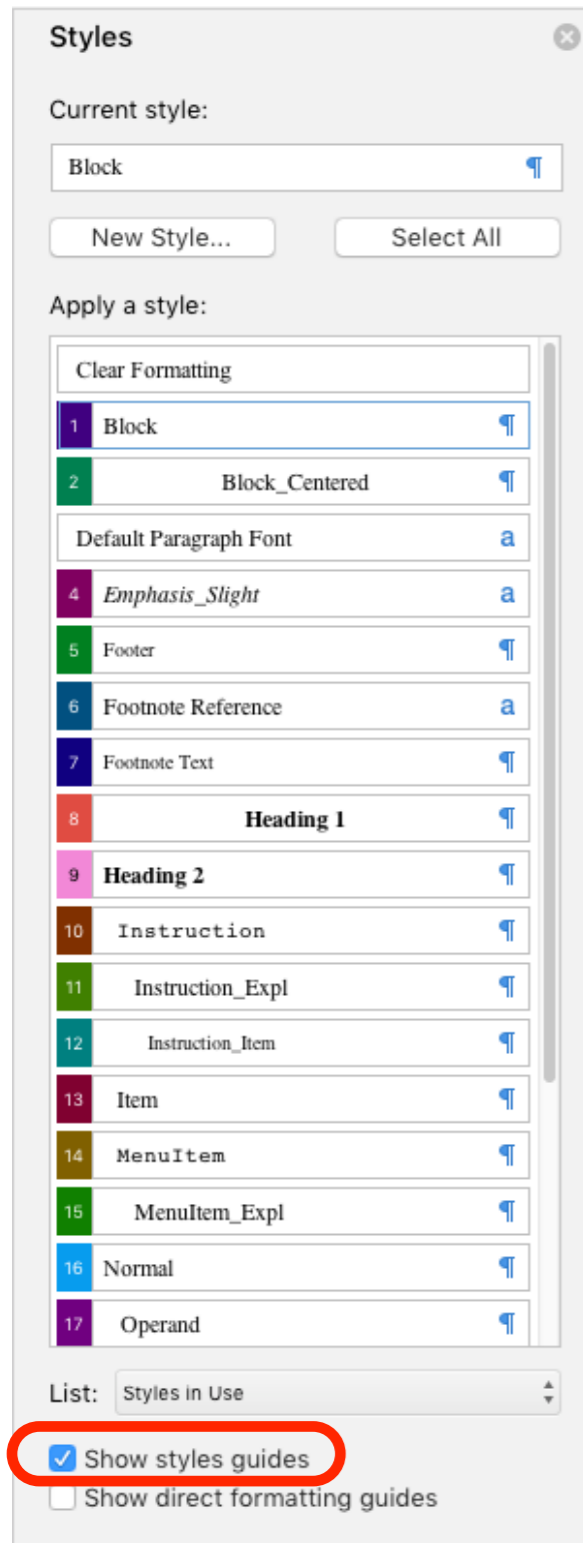 Styles
Current style:
Block ¶
New Style... Select All
Apply a style:
Clear Formatting
1 Block ¶
2 Block_Centered ¶
Default Paragraph Font a
4 Emphasis_Slight a
5 Footer ¶
6 Footnote Reference a
7 Footnote Text ¶
8 Heading 1 ¶
9 Heading 2 ¶
10 Instruction ¶
11 Instruction_Expl ¶
12 Instruction_Item ¶
13 Item ¶
14 MenuItem ¶
15 MenuItem_Expl ¶
16 Normal ¶
17 Operand ¶
List: Styles in Use
Show styles guides
Show direct formatting guides